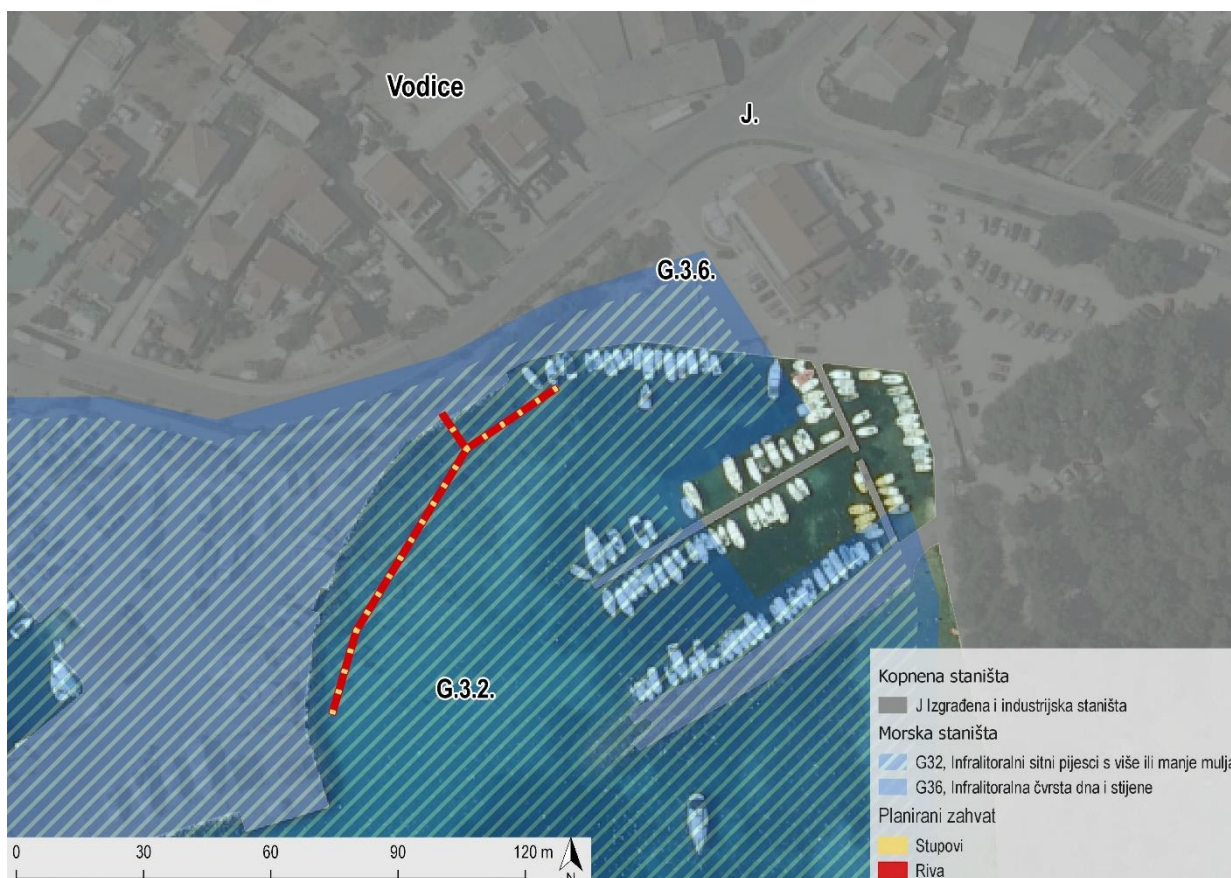 Vodice
J.
G.3.6.
G.3.2.
Kopnena staništa
J Izgrađena i industrijska staništa
Morska staništa
G32, Infralitoralni sitni pijesci s više ili manje mulja
G36, Infralitoralna čvrsta dna i stijene
Planirani zahvat
Stupovi
Riva
0 30 60 90 120 m
N